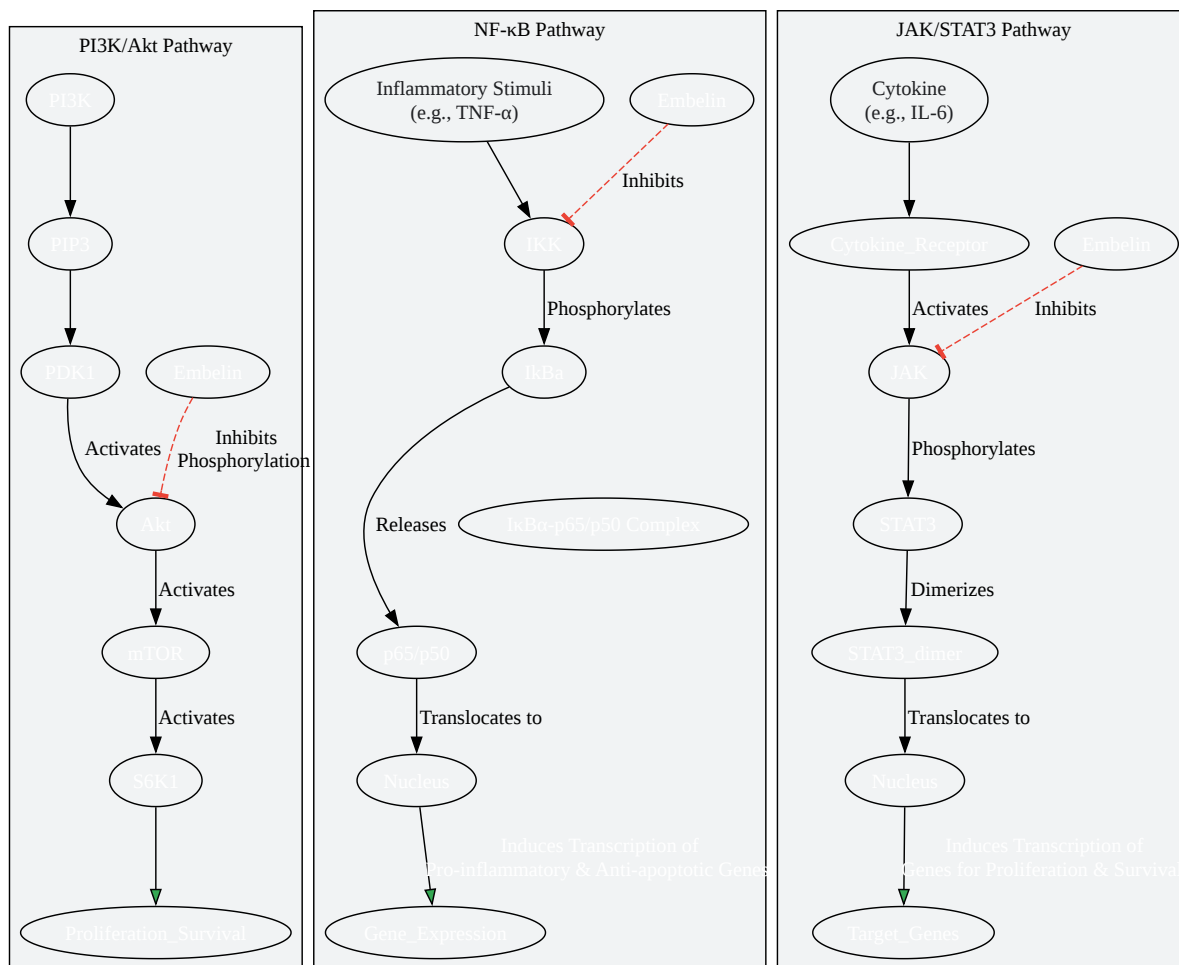 PI3K/Akt Pathway
PI3K
PIP3
PDK1
Embelin
Activates
Inhibits
Phosphorylation
Akt
Activates
mTOR
Activates
S6K1
Proliferation_Survival
NF-κB Pathway
Inflammatory Stimuli
(e.g., TNF-α)
Embelin
Inhibits
IKK
Phosphorylates
IkBa
Releases
IκBα-p65/p50 Complex
p65/p50
Translocates to
Nucleus
Induces Transcription of
Pro-inflammatory & Anti-apoptotic Genes
Gene_Expression
JAK/STAT3 Pathway
Cytokine
(e.g., IL-6)
Cytokine_Receptor
Embelin
Activates
Inhibits
JAK
Phosphorylates
STAT3
Dimerizes
STAT3_dimer
Translocates to
Nucleus
Induces Transcription of
Genes for Proliferation & Survival
Target_Genes